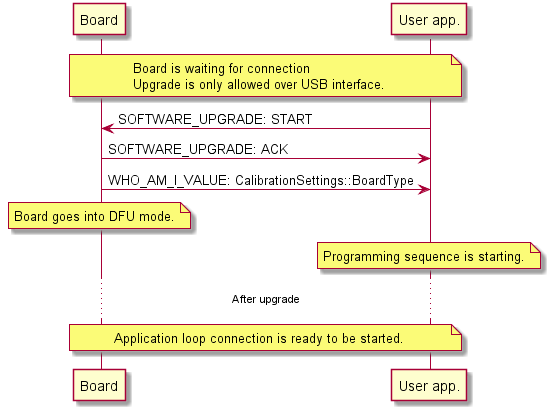 Board
User app.
Board is waiting for connection
Upgrade is only allowed over USB interface.
SOFTWARE_UPGRADE: START
SOFTWARE_UPGRADE: ACK
WHO_AM_I_VALUE: CalibrationSettings::BoardType
Board goes into DFU mode.
Programming sequence is starting.
After upgrade
Application loop connection is ready to be started.
Board
User app.